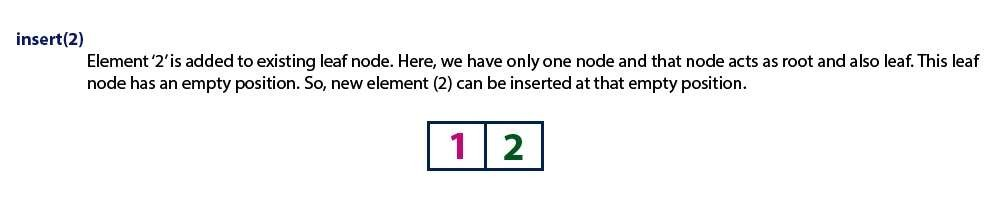 insert(2)
Element '2' is added to existing leaf node. Here, we have only one node and that node acts as root and also leaf. This leaf
node has an empty position. So, new element (2) can be inserted at that empty position.
1 2